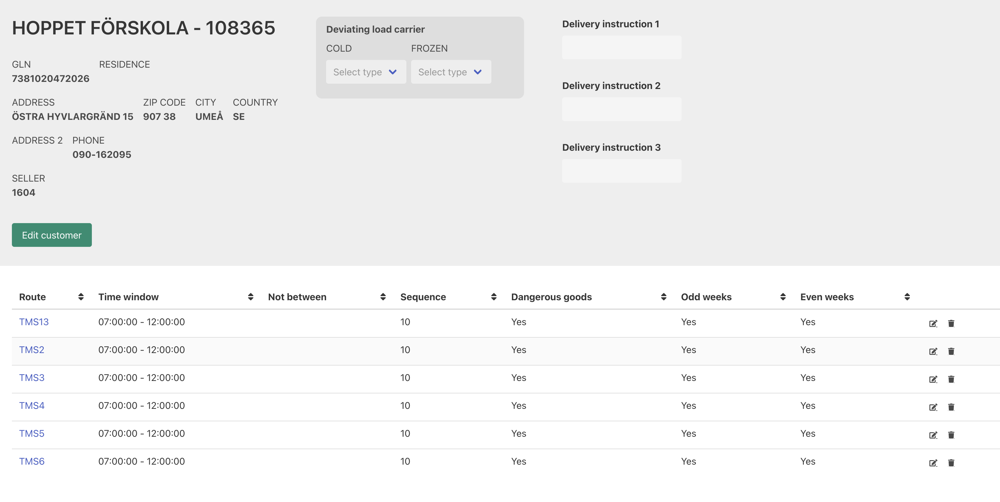 HOPPET FÖRSKOLA - 108365
GLN RESIDENCE
7381020472026
ADDRESS ZIP CODE CITY COUNTRY
ÖSTRA HYVLARGRÄND 15 907 38 UMEÅ SE
ADDRESS 2 PHONE
090-162095
SELLER
1604
Edit customer
Deviating load carrier
COLD FROZEN
Select type Select type
Delivery instruction 1
Delivery instruction 2
Delivery instruction 3
Route Time window Not between Sequence Dangerous goods Odd weeks Even weeks
TMS13 07:00:00 - 12:00:00 10 Yes Yes Yes
TMS2 07:00:00 - 12:00:00 10 Yes Yes Yes
TMS3 07:00:00 - 12:00:00 10 Yes Yes Yes
TMS4 07:00:00 - 12:00:00 10 Yes Yes Yes
TMS5 07:00:00 - 12:00:00 10 Yes Yes Yes
TMS6 07:00:00 - 12:00:00 10 Yes Yes Yes